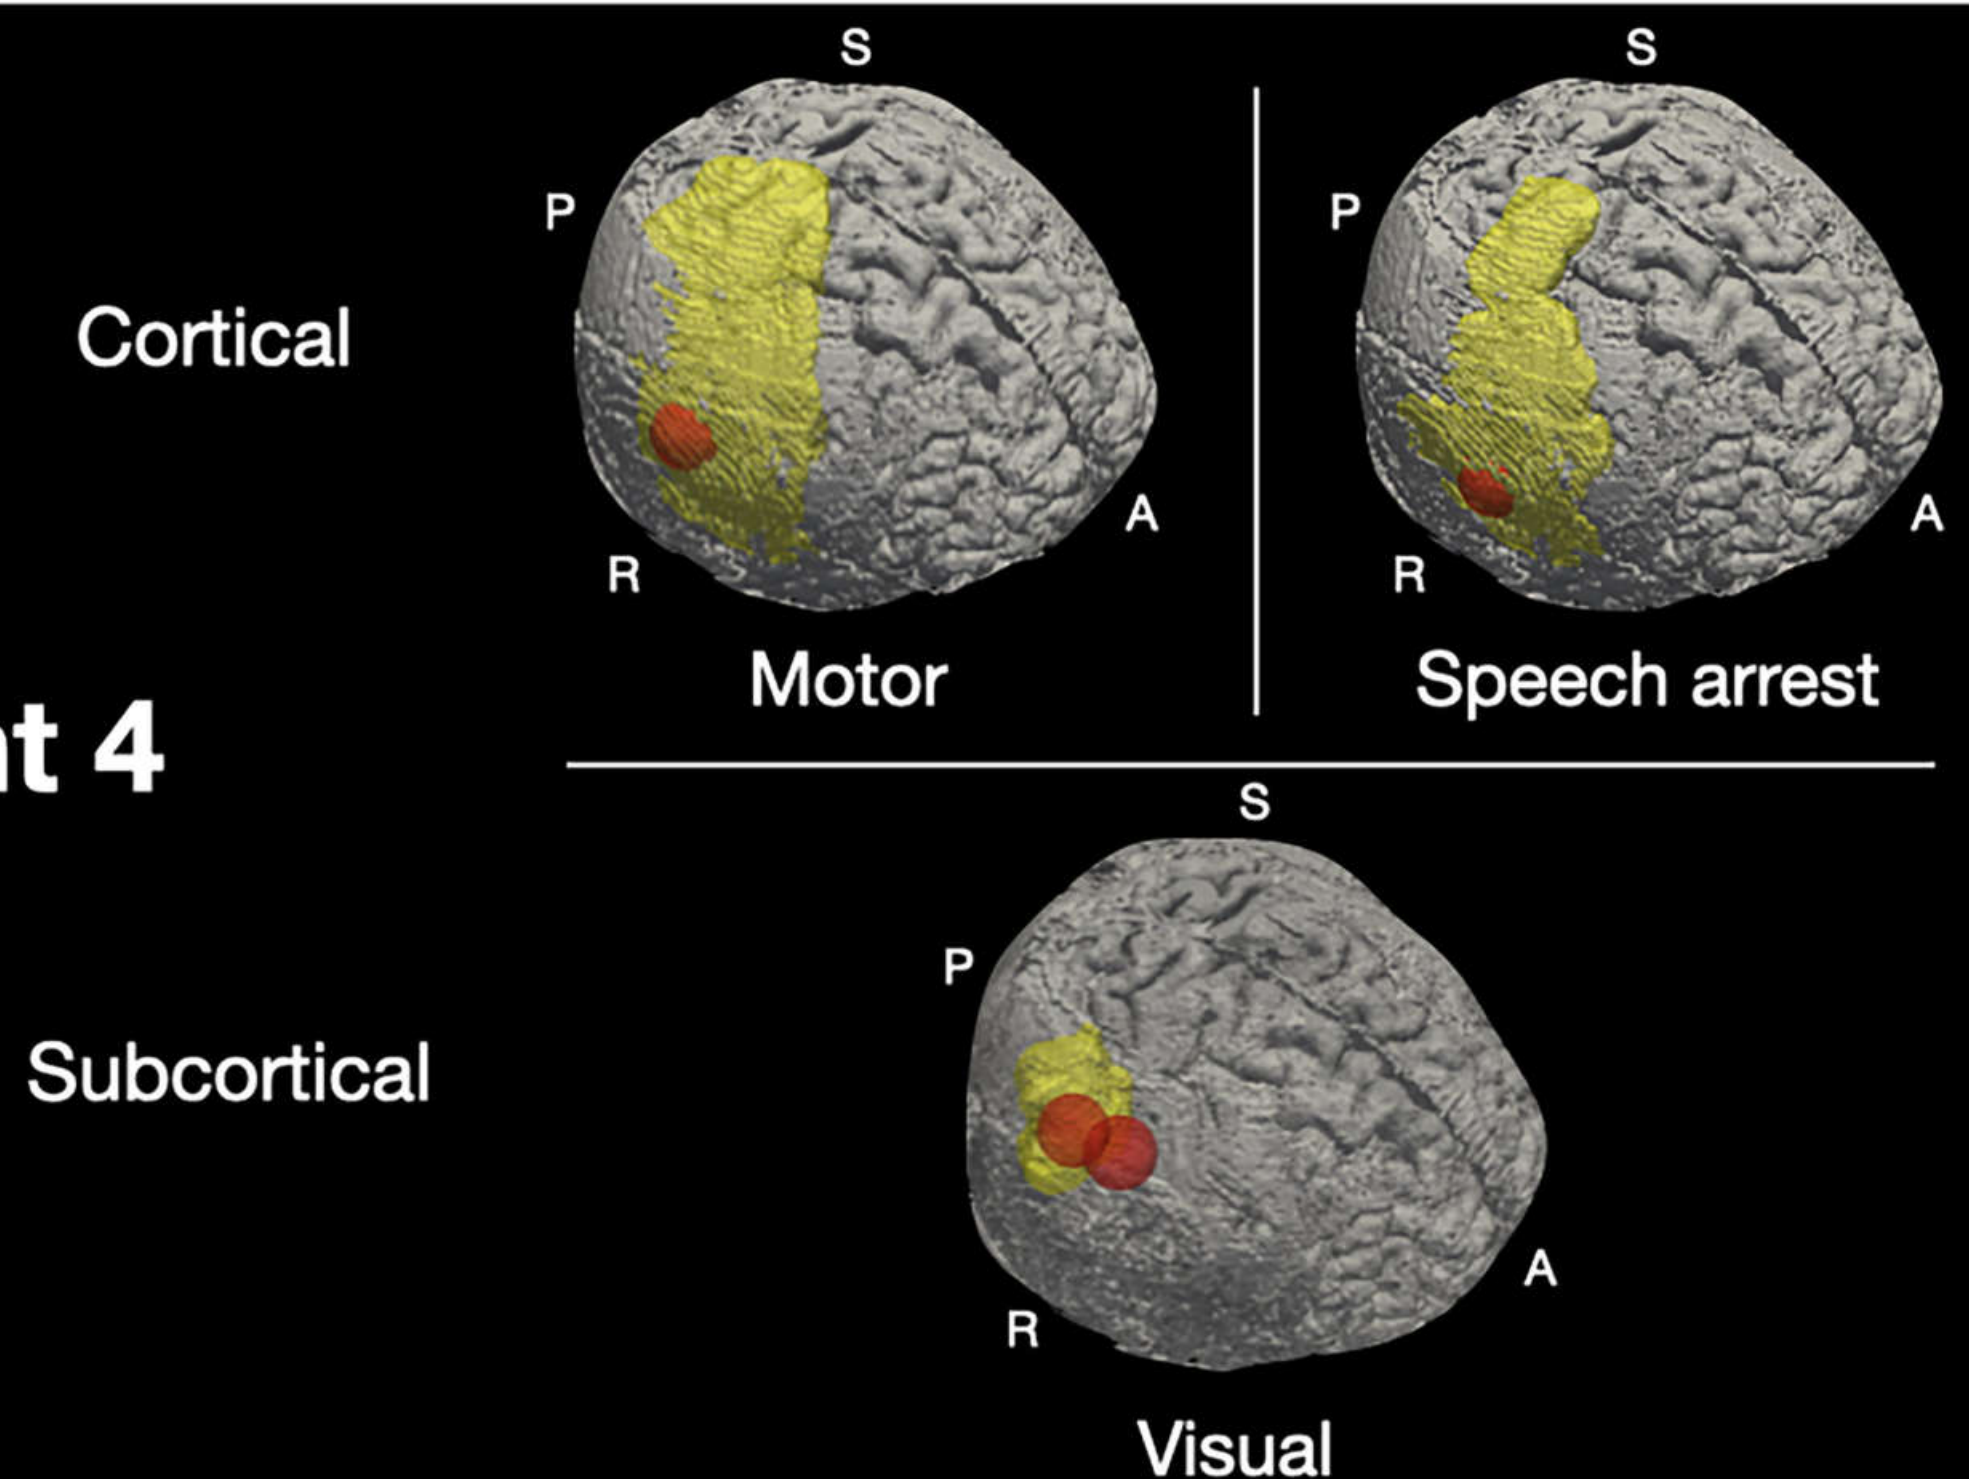 Cortical
S
P
A
R
Motor
S
P
A
R
Speech arrest
nt 4
Subcortical
S
P
A
R
Visual